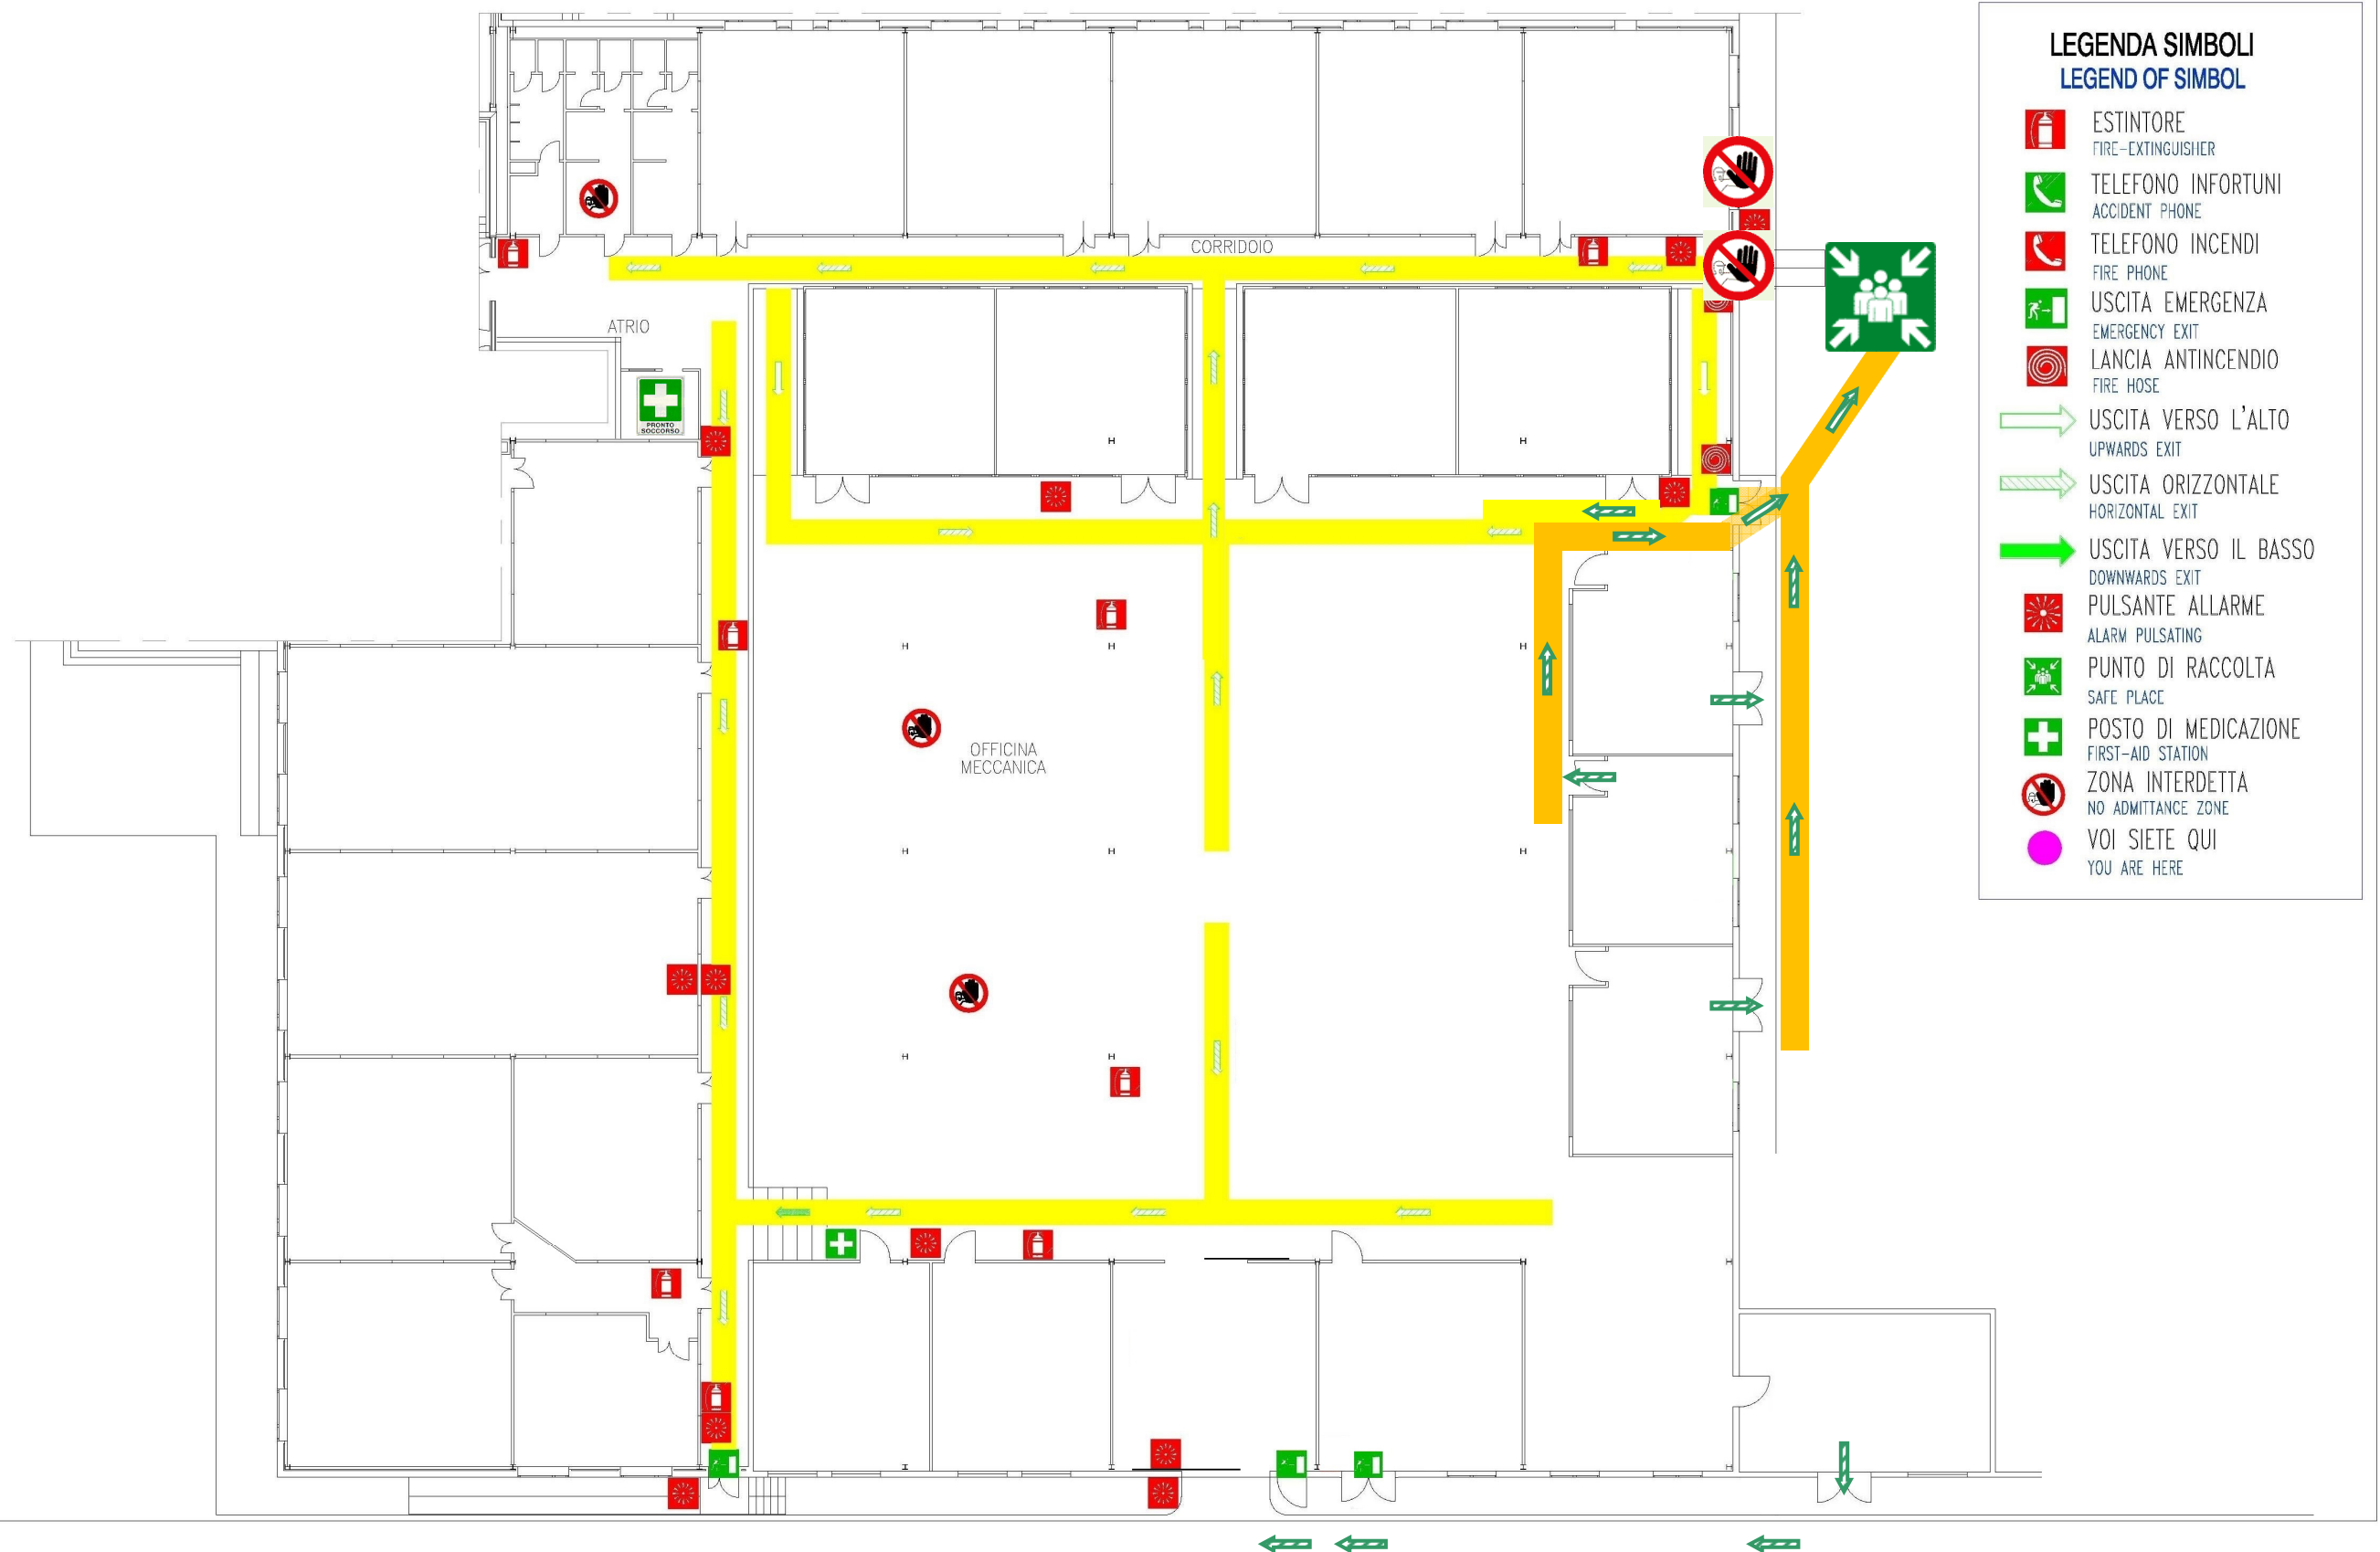 LEGENDA SIMBOLI
LEGEND OF SIMBOL
ESTINTORE
FIRE-EXTINGUISHER
TELEFONO INFORTUNI
ACCIDENT PHONE
TELEFONO INCENDI
FIRE PHONE
USCITA EMERGENZA
EMERGENCY EXIT
LANCIA ANTINCENDIO
FIRE HOSE
USCITA VERSO L'ALTO
UPWARDS EXIT
USCITA ORIZZONTALE
HORIZONTAL EXIT
USCITA VERSO IL BASSO
DOWNWARDS EXIT
PULSANTE ALLARME
ALARM PULSATING
PUNTO DI RACCOLTA
SAFE PLACE
POSTO DI MEDICAZIONE
FIRST-AID STATION
ZONA INTERDETTA
NO ADMITTANCE ZONE
VOI SIETE QUI
YOU ARE HERE
CORRIDOIO
ATRIO
PRONTO
SOCCORSO
OFFICINA
MECCANICA